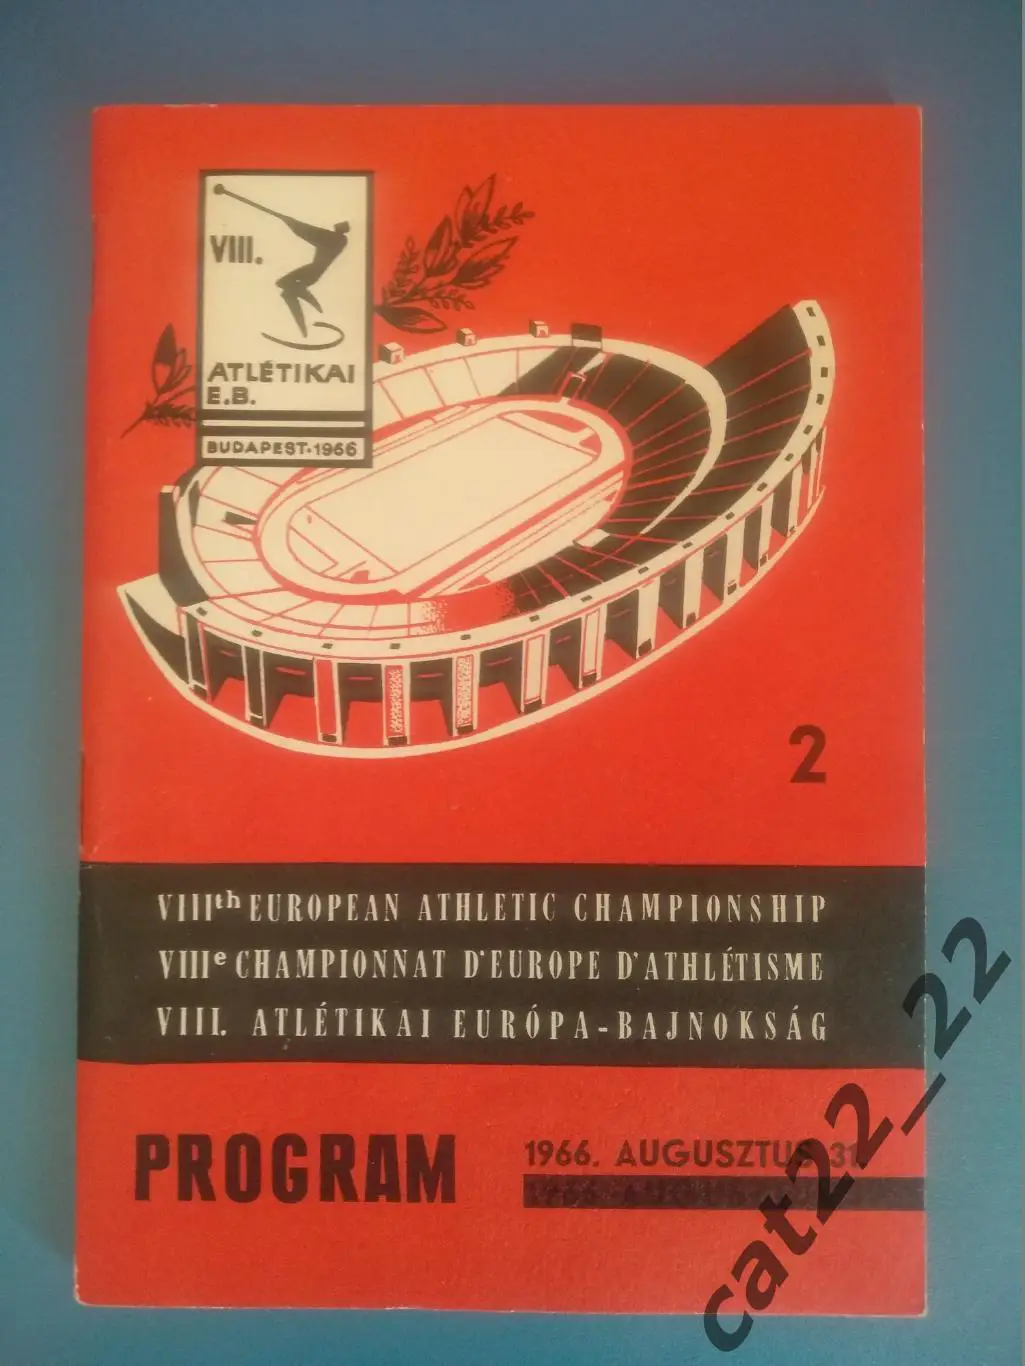 VIII.
ATLÉTIKAI
E.B.
BUDAPEST·1966
2
VIIIth EUROPEAN ATHLETIC CHAMPIONSHIP
VIIIe CHAMPIONNAT D'EUROPE D'ATHLÉTISME
VIII. ATLÉTIKAI EURÓPA-BAJNOKSÁG
PROGRAM
1966. AUGUSZTUS 31
cat22_22